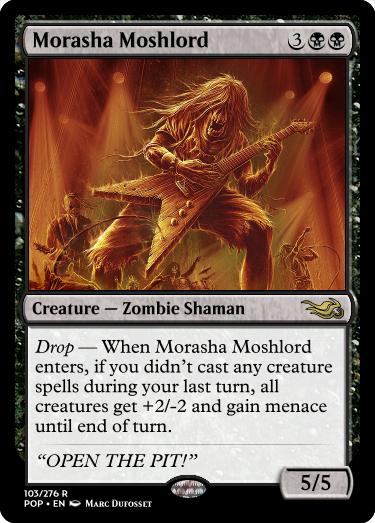 Morasha Moshlord 3
Creature — Zombie Shaman
Drop — When Morasha Moshlord
enters, if you didn't cast any creature
spells during your last turn, all
creatures get +2/-2 and gain menace
until end of turn.
“OPEN THE PIT!”
5/5
103/276 R
POP • EN Marc Dufosset